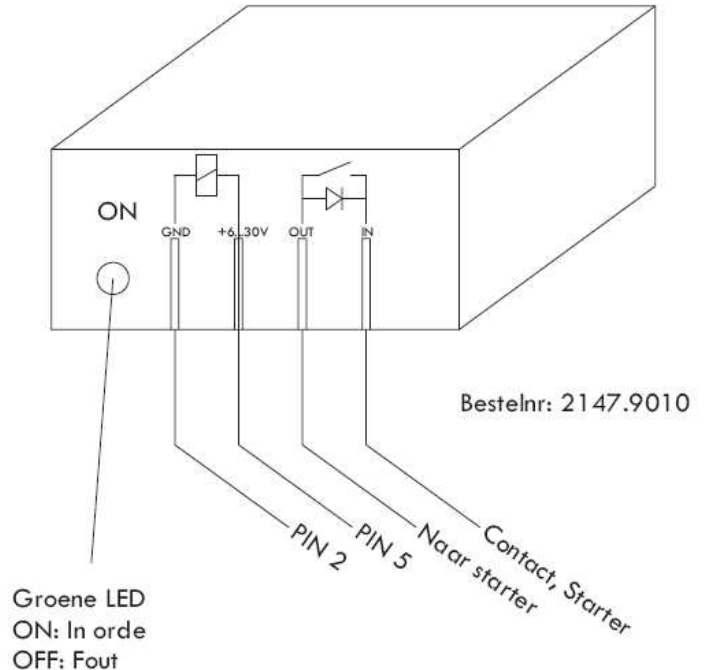 ON
GND
+6...30V
OUT
IN
Bestelnr: 2147.9010
PIN 2
PIN 5
Naar starter
Contact, Starter
Groene LED
ON: In orde
OFF: Fout